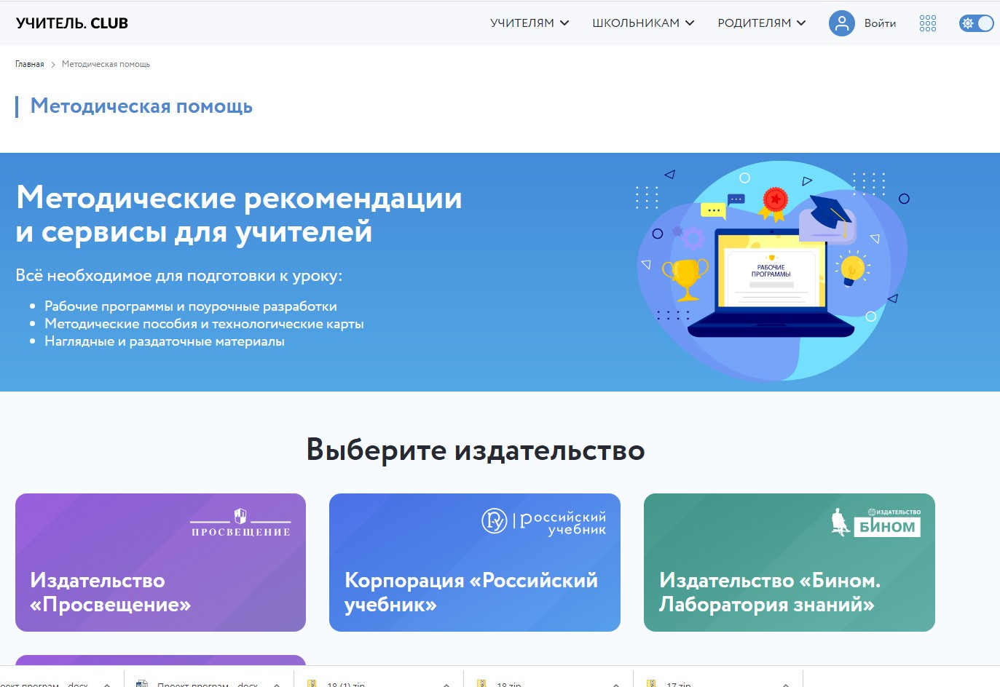 УЧИТЕЛЬ. CLUB
УЧИТЕЛЯМ
ШКОЛЬНИКАМ
РОДИТЕЛЯМ
Войти
Главная
Методическая помощь
Методическая помощь
Методические рекомендации
и сервисы для учителей
Всё необходимое для подготовки к уроку:
Рабочие программы и поурочные разработки
Методические пособия и технологические карты
Наглядные и раздаточные материалы
РАБОЧИЕ
ПРОГРАММЫ
Выберите издательство
ПРОСВЕЩЕНИЕ
Издательство
«Просвещение»
российский
учебник
Корпорация «Российский
учебник»
ИЗДАТЕЛЬСТВО
БИНОМ
Издательство «Бином.
Лаборатория знаний»
оект програм....docx
Проект програм....docx
18 (1).zip
18.zip
17.zip